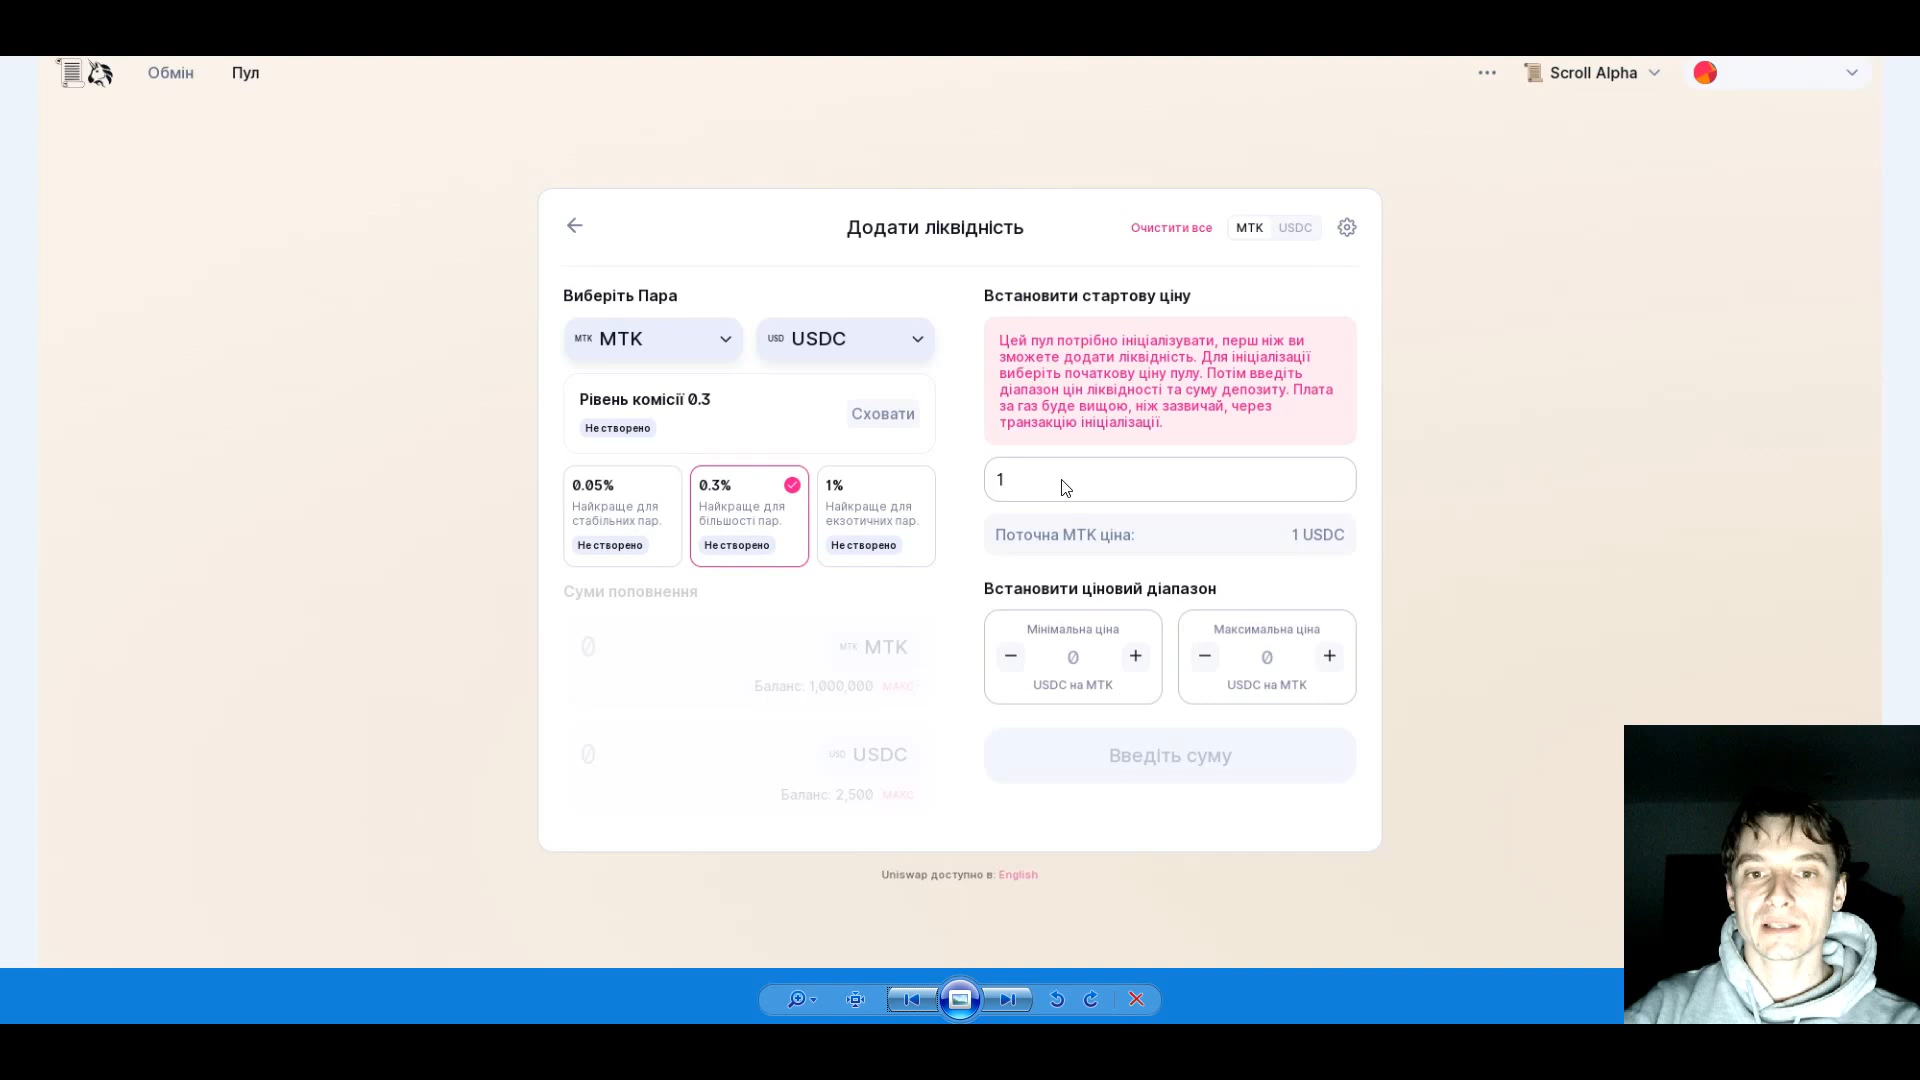 Обмін
Пул
Scroll Alpha
Додати ліквідність
Очистити все
MTK USDC
Виберіть Пара
MTK MTK
USD USDC
Рівень комісії 0.3
Не створено
Сховати
0.05%
Найкраще для
стабільних пар.
Не створено
0.3%
Найкраще для
більшості пар.
Не створено
1%
Найкраще для
екзотичних пар.
Не створено
Суми поповнення
0
MTK MTK
Баланс: 1,000,000 МАКС
0
USD USDC
Баланс: 2,500 МАКС
Встановити стартову ціну
Цей пул потрібно ініціалізувати, перш ніж ви
зможете додати ліквідність. Для ініціалізації
виберіть початкову ціну пулу. Потім введіть
діапазон цін ліквідності та суму депозиту. Плата
за газ буде вищою, ніж зазвичай, через
транзакцію ініціалізації.
1
Поточна MTK ціна: 1 USDC
Встановити ціновий діапазон
Мінімальна ціна
0
USDC на MTK
Максимальна ціна
0
USDC на MTK
Введіть суму
Uniswap доступно в: English